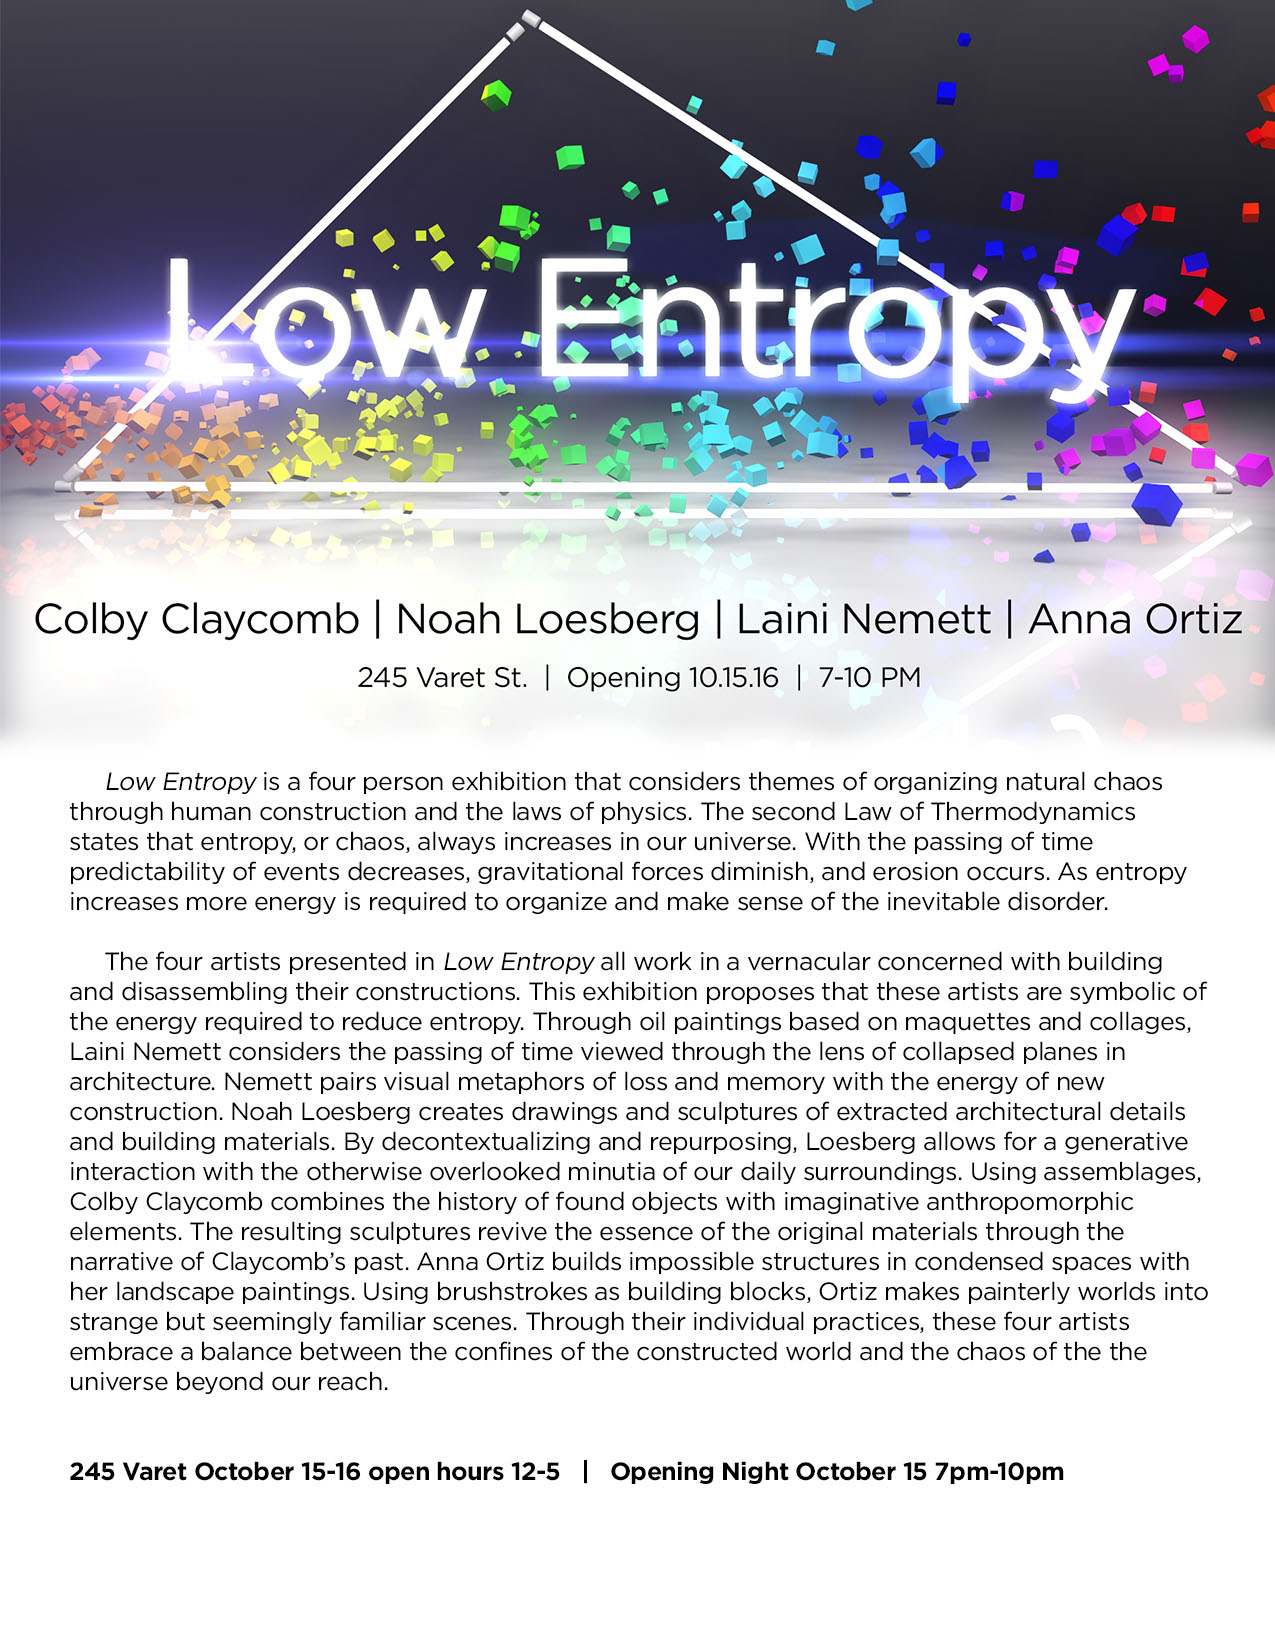 Low Entropy
Colby Claycomb | Noah Loesberg | Laini Nemett | Anna Ortiz
245 Varet St. | Opening 10.15.16 | 7-10 PM
Low Entropy is a four person exhibition that considers themes of organizing natural chaos
through human construction and the laws of physics. The second Law of Thermodynamics
states that entropy, or chaos, always increases in our universe. With the passing of time
predictability of events decreases, gravitational forces diminish, and erosion occurs. As entropy
increases more energy is required to organize and make sense of the inevitable disorder.
The four artists presented in Low Entropy all work in a vernacular concerned with building
and disassembling their constructions. This exhibition proposes that these artists are symbolic of
the energy required to reduce entropy. Through oil paintings based on maquettes and collages,
Laini Nemett considers the passing of time viewed through the lens of collapsed planes in
architecture. Nemett pairs visual metaphors of loss and memory with the energy of new
construction. Noah Loesberg creates drawings and sculptures of extracted architectural details
and building materials. By decontextualizing and repurposing, Loesberg allows for a generative
interaction with the otherwise overlooked minutia of our daily surroundings. Using assemblages,
Colby Claycomb combines the history of found objects with imaginative anthropomorphic
elements. The resulting sculptures revive the essence of the original materials through the
narrative of Claycomb's past. Anna Ortiz builds impossible structures in condensed spaces with
her landscape paintings. Using brushstrokes as building blocks, Ortiz makes painterly worlds into
strange but seemingly familiar scenes. Through their individual practices, these four artists
embrace a balance between the confines of the constructed world and the chaos of the the
universe beyond our reach.
245 Varet October 15-16 open hours 12-5 | Opening Night October 15 7pm-10pm